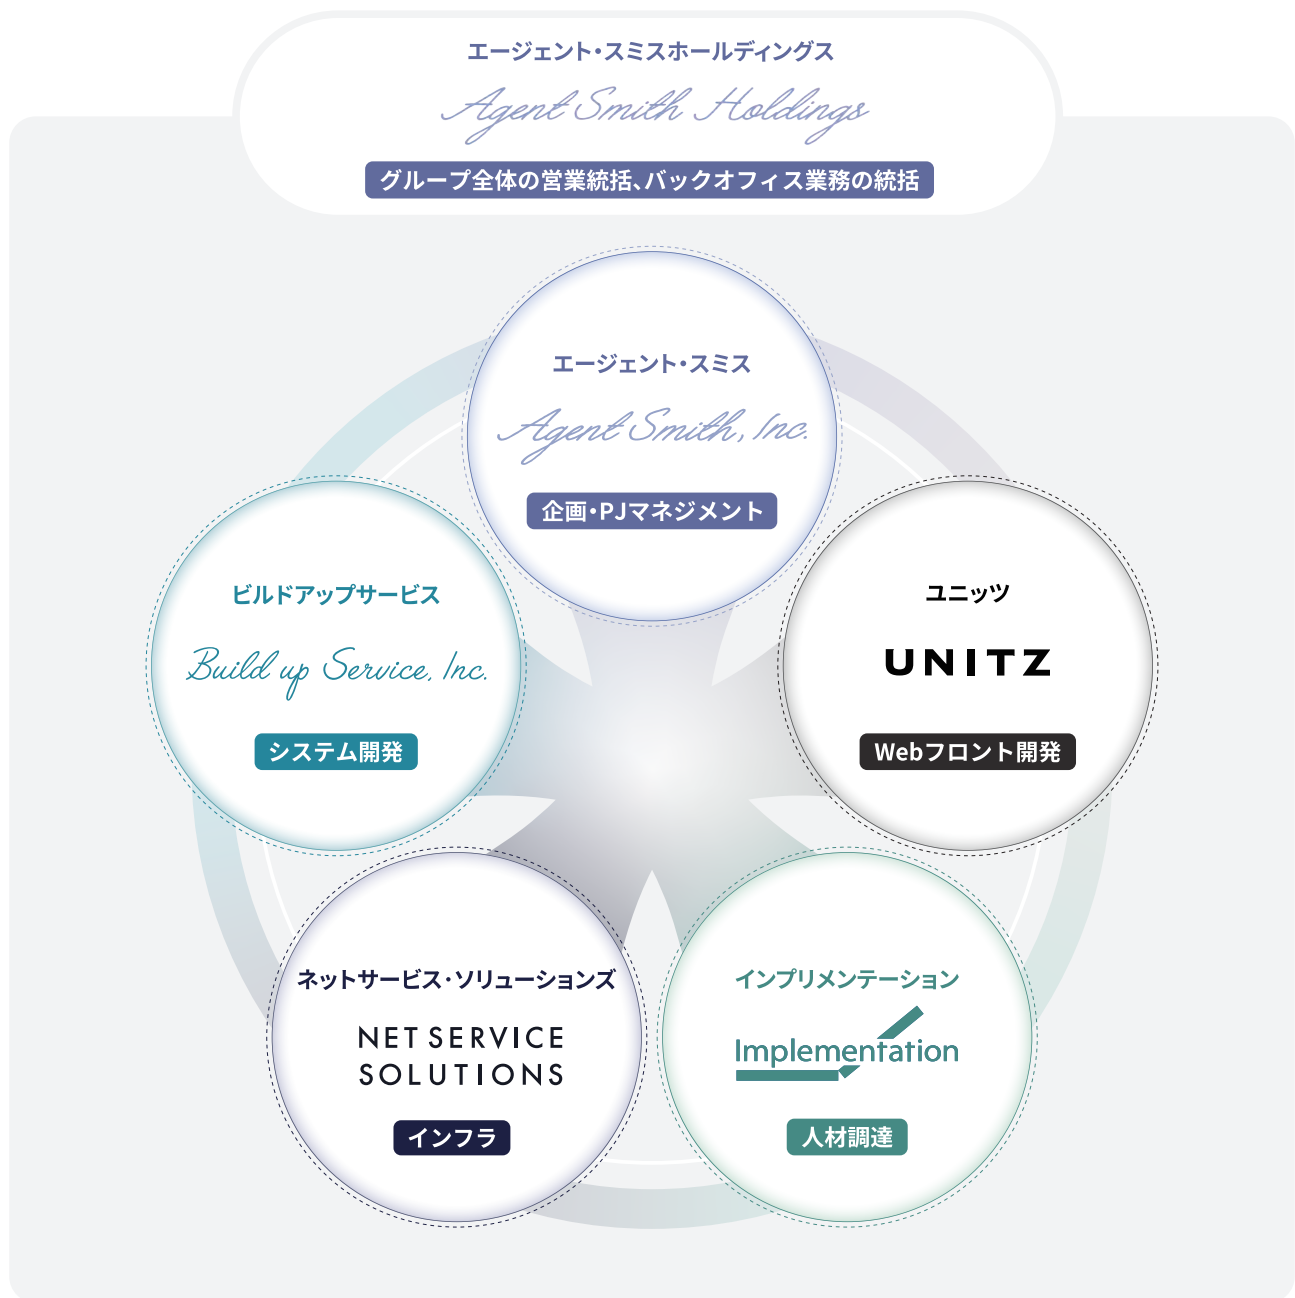 エージェント・スミスホールディングス
Agent Smith Holdings
グループ全体の営業統括、バックオフィス業務の統括
エージェント・スミス
Agent Smith, Inc.
企画・PJマネジメント
ビルドアップサービス
Build up Service, Inc.
システム開発
ユニッツ
UNITZ
Webフロント開発
ネットサービス・ソリューションズ
NET SERVICE
SOLUTIONS
インフラ
インプリメンテーション
Implementation
人材調達